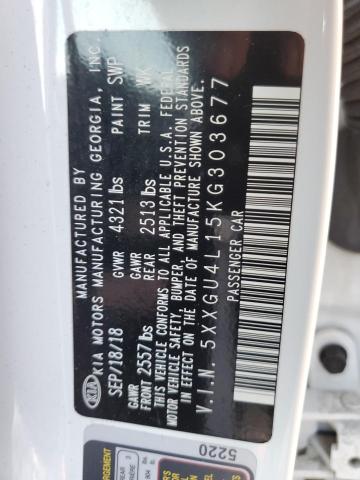 MANUFACTURED BY
KIA KIA MOTORS MANUFACTURING GEORGIA, INC.
SEP/18/18 GVWR 4321 lbs PAINT SWP
GAWR FRONT 2557 lbs GAWR REAR 2513 lbs TRIM WK
THIS VEHICLE CONFORMS TO ALL APPLICABLE U.S.A. FEDERAL
MOTOR VEHICLE SAFETY, BUMPER, AND THEFT PREVENTION STANDARDS
IN EFFECT ON THE DATE OF MANUFACTURE SHOWN ABOVE.
V.I.N. 5XXGU4L15KG303677
PASSENGER CAR
5220